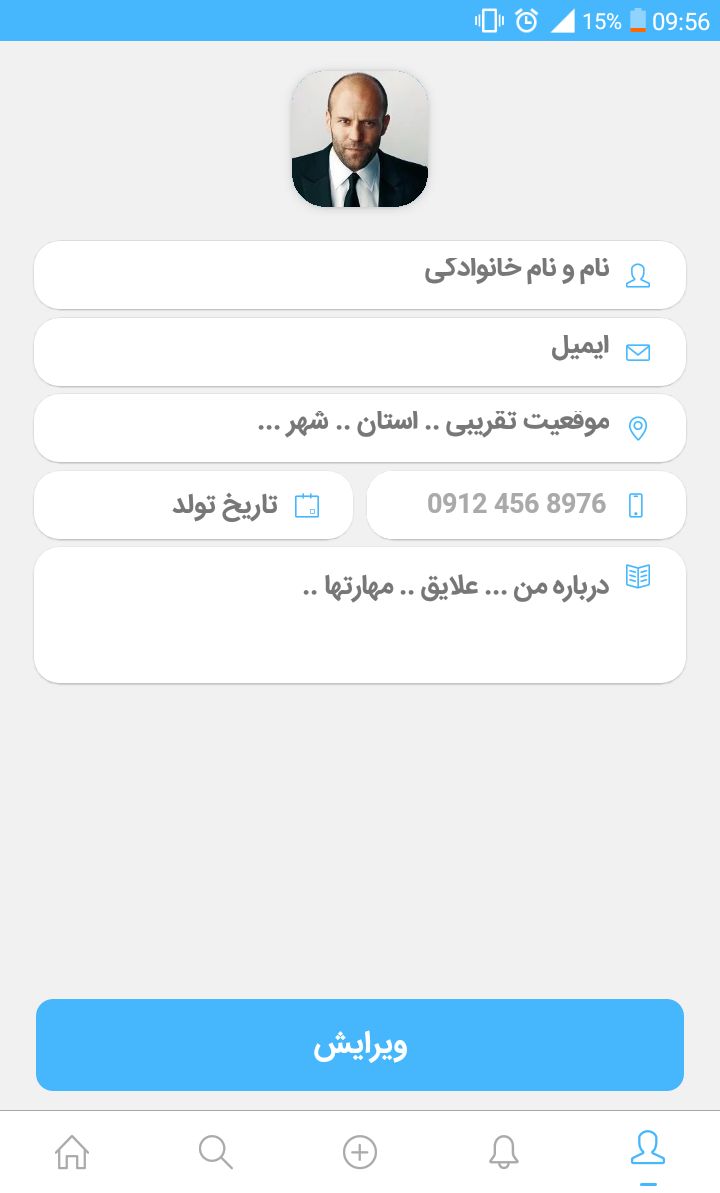 15% 09:56
نام و نام خانوادگی
ایمیل
موقعیت تقریبی .. استان .. شهر ...
0912 456 8976
تاریخ تولد
درباره من ... علایق .. مهارتها ..
ویرایش